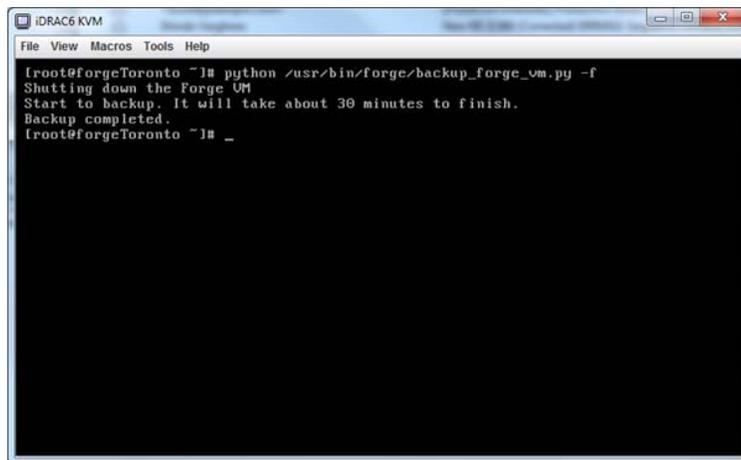 iDRAC6 KVM
File View Macros Tools Help
[root@forgeToronto ~]# python /usr/bin/forge/backup_forge_vm.py -f
Shutting down the Forge VM
Start to backup. It will take about 30 minutes to finish.
Backup completed.
[root@forgeToronto ~]# _